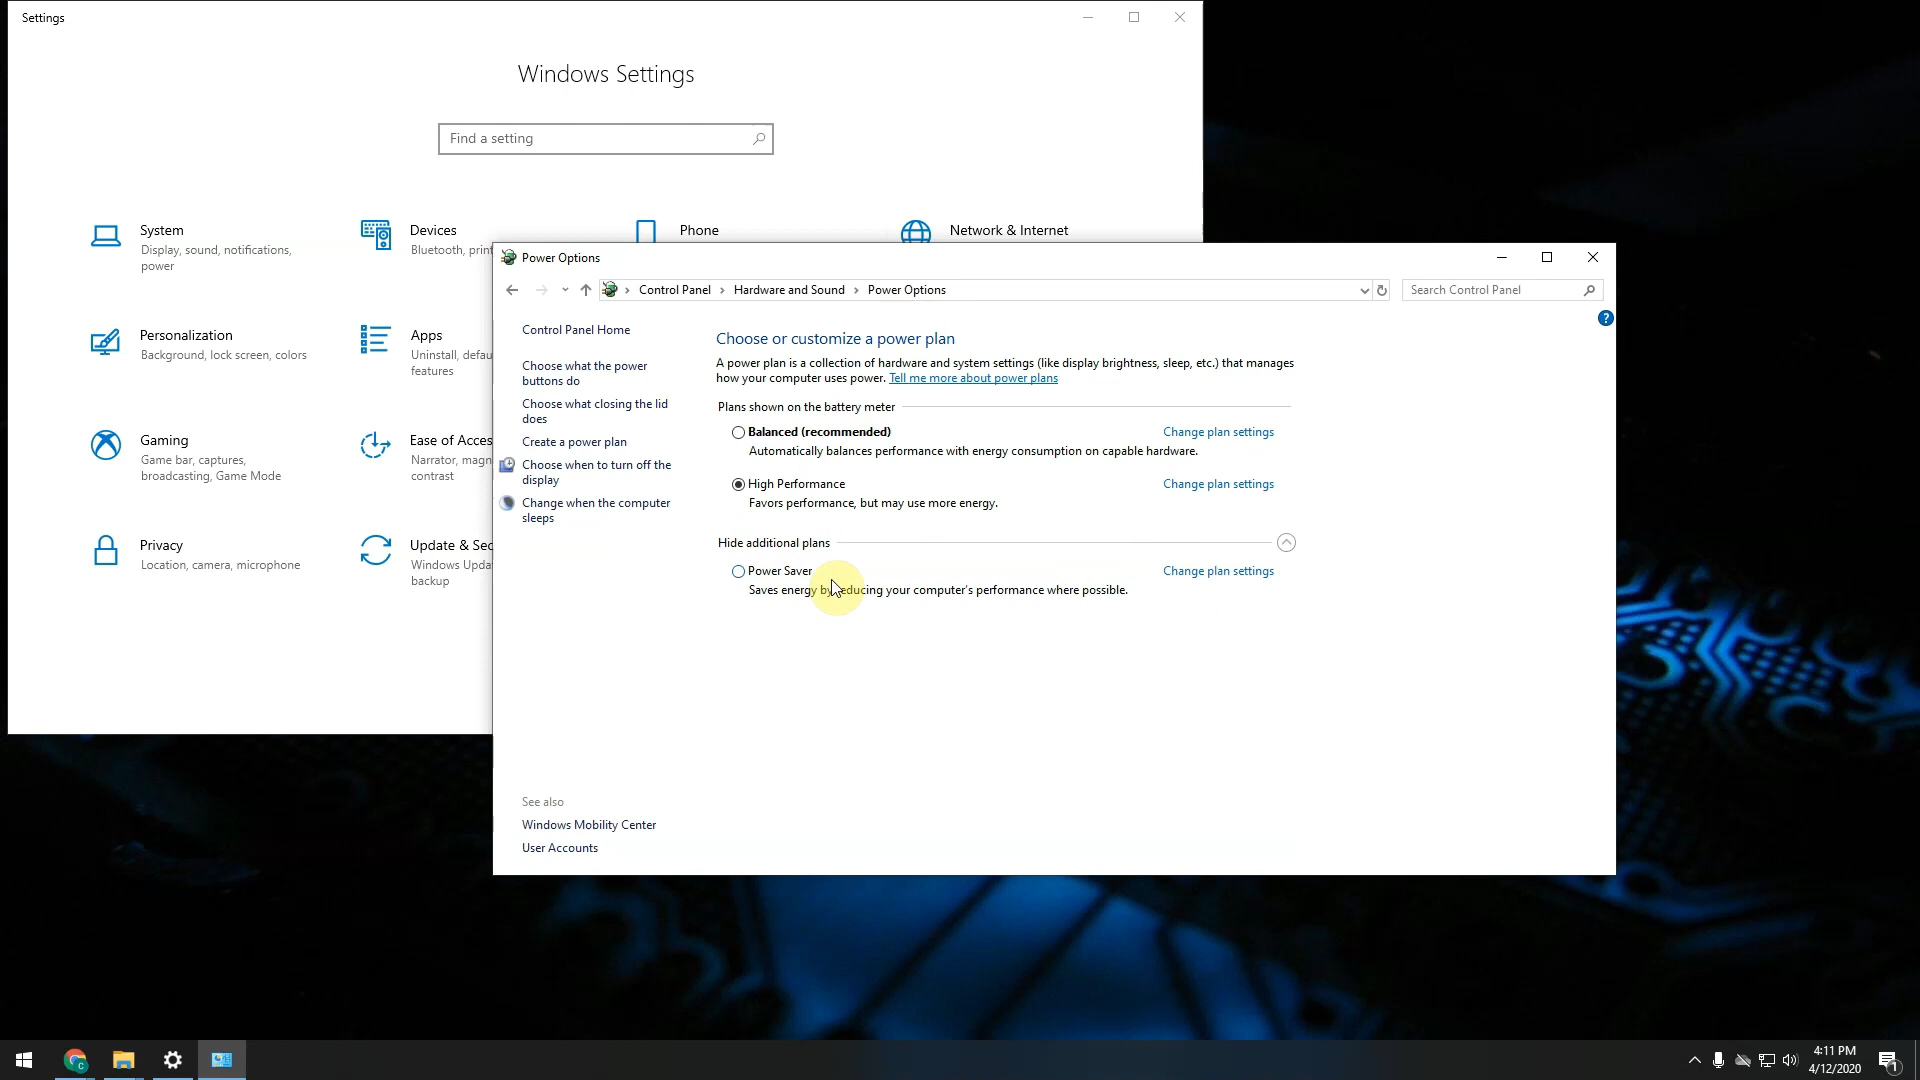 Settings
Windows Settings
Find a setting
System
Display, sound, notifications,
power
Devices
Bluetooth, prin
Phone
Network & Internet
Personalization
Background, lock screen, colors
Apps
Uninstall, defau
features
Gaming
Game bar, captures,
broadcasting, Game Mode
Ease of Acces
Narrator, magn
contrast
Privacy
Location, camera, microphone
Update & Sec
Windows Upda
backup
Power Options
Control Panel > Hardware and Sound > Power Options
Search Control Panel
?
Control Panel Home
Choose what the power
buttons do
Choose what closing the lid
does
Create a power plan
Choose when to turn off the
display
Change when the computer
sleeps
Choose or customize a power plan
A power plan is a collection of hardware and system settings (like display brightness, sleep, etc.) that manages
how your computer uses power. Tell me more about power plans
Plans shown on the battery meter
Balanced (recommended) Change plan settings
Automatically balances performance with energy consumption on capable hardware.
High Performance Change plan settings
Favors performance, but may use more energy.
Hide additional plans
Power Saver Change plan settings
Saves energy by reducing your computer's performance where possible.
See also
Windows Mobility Center
User Accounts
4:11 PM
4/12/2020
1